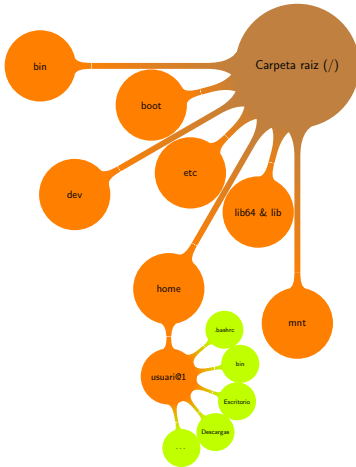 Carpeta raiz (/)
bin
boot
dev
etc
lib64 & lib
home
mnt
usuari@1
.bashrc
bin
Escritorio
Descargas
...